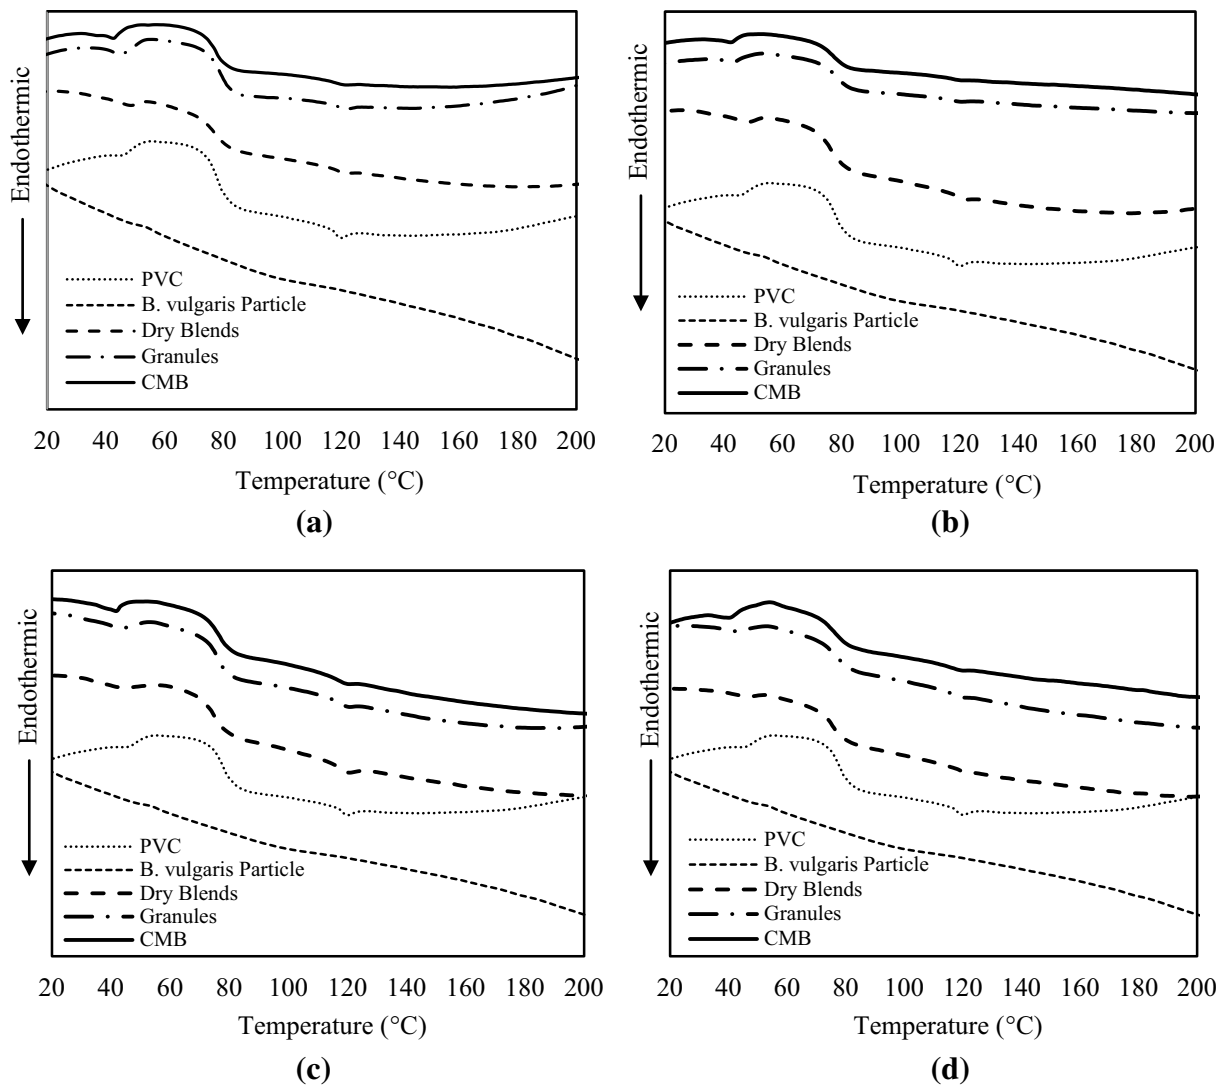 Endothermic
PVC
B. vulgaris Particle
Dry Blends
Granules
CMB
20 40 60 80 100 120 140 160 180 200
Temperature (°C)
(a)
Endothermic
PVC
B. vulgaris Particle
Dry Blends
Granules
CMB
20 40 60 80 100 120 140 160 180 200
Temperature (°C)
(b)
Endothermic
PVC
B. vulgaris Particle
Dry Blends
Granules
CMB
20 40 60 80 100 120 140 160 180 200
Temperature (°C)
(c)
Endothermic
PVC
B. vulgaris Particle
Dry Blends
Granules
CMB
20 40 60 80 100 120 140 160 180 200
Temperature (°C)
(d)